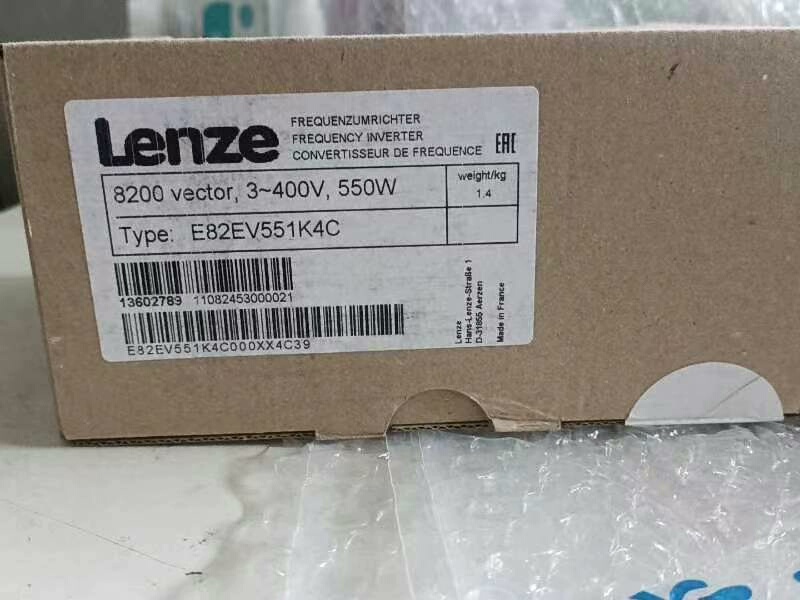 Lenze
FREQUENZUMRICHTER
FREQUENCY INVERTER
CONVERTISSEUR DE FREQUENCE
EAC
8200 vector, 3~400V, 550W
weight/kg
1.4
Type: E82EV551K4C
13602789 11082453000021
E82EV551K4C000XX4C39
Lenze
Hans-Lenze-Straße 1
D-31855 Aerzen
Made in France